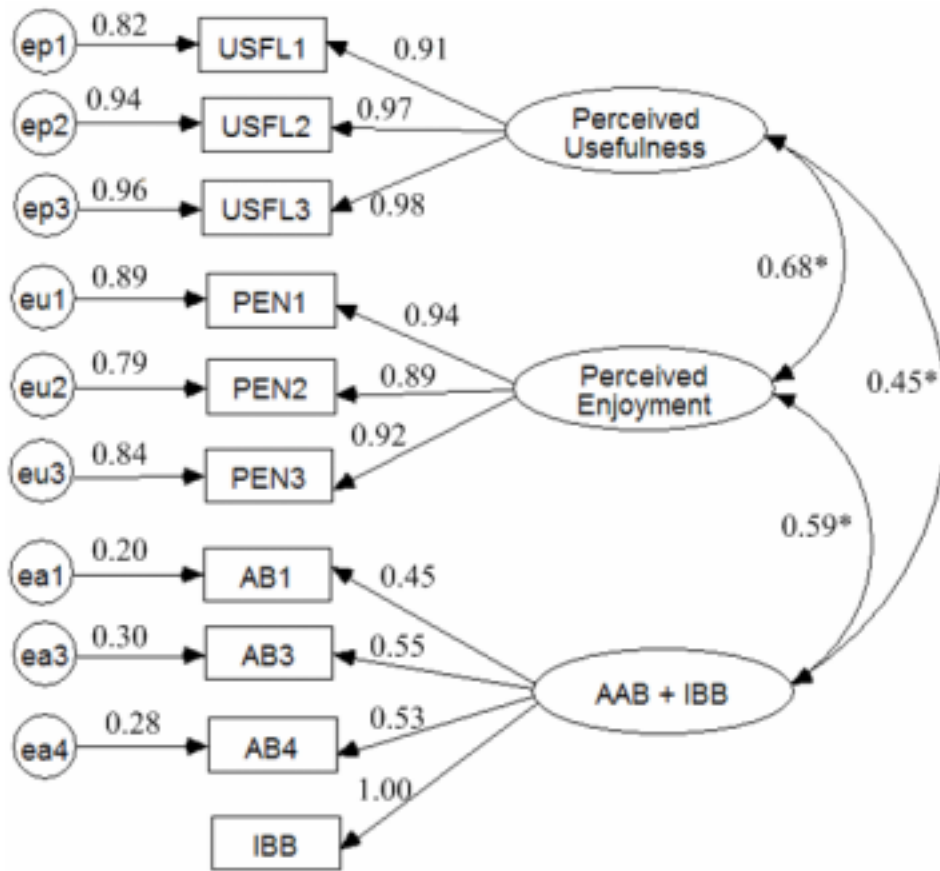 ep1 0.82 USFL1 0.91
ep2 0.94 USFL2 0.97 Perceived
Usefulness
ep3 0.96 USFL3 0.98
0.68*
eu1 0.89 PEN1 0.94
eu2 0.79 PEN2 0.89 Perceived
Enjoyment
0.45*
eu3 0.84 PEN3 0.92
0.59*
ea1 0.20 AB1 0.45
ea3 0.30 AB3 0.55
AAB + IBB
ea4 0.28 AB4 0.53
1.00
IBB